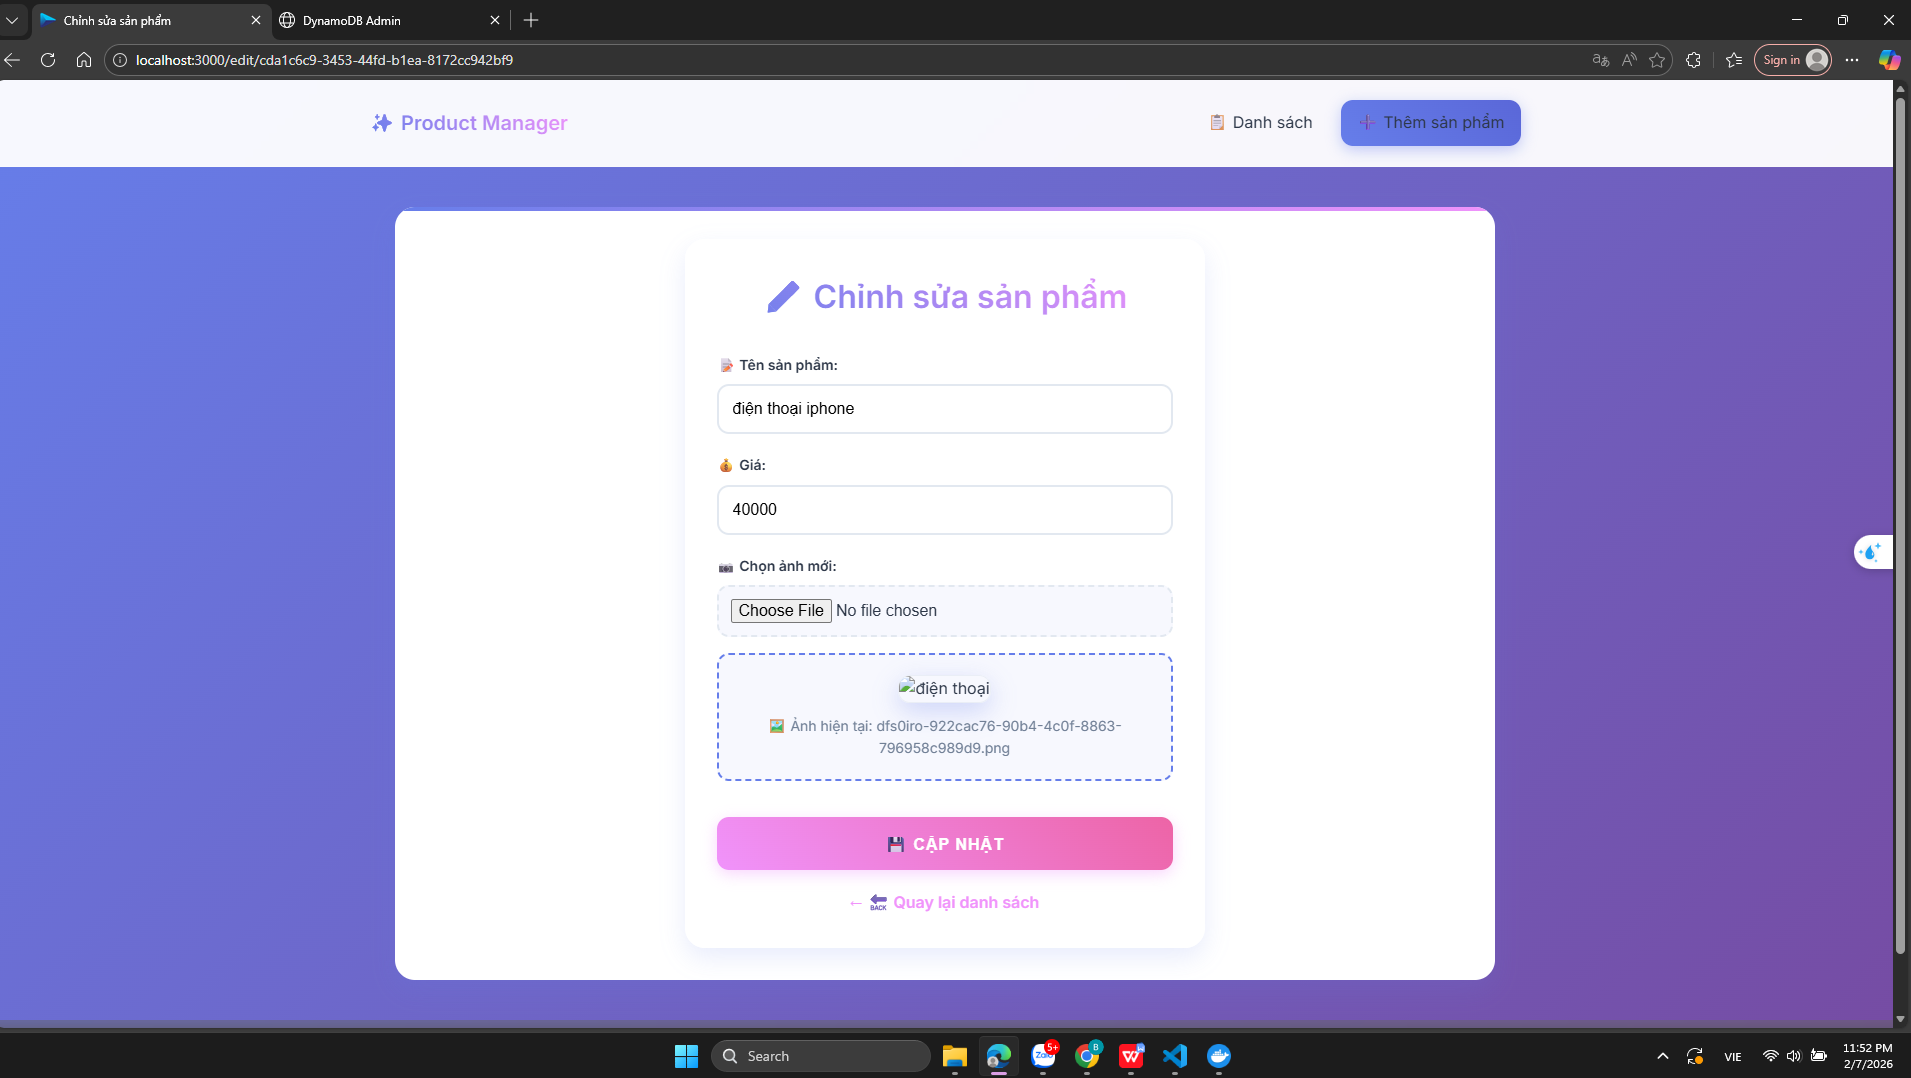 Chỉnh sửa sản phẩm
DynamoDB Admin
localhost:3000/edit/cda1c6c9-3453-44fd-b1ea-8172cc942bf9
Sign in
Product Manager
Danh sách
Thêm sản phẩm
Chỉnh sửa sản phẩm
Tên sản phẩm:
điện thoại iphone
Giá:
40000
Chọn ảnh mới:
Choose File No file chosen
điện thoại
Ảnh hiện tại: dfs0iro-922cac76-90b4-4c0f-8863-
796958c989d9.png
CẬP NHẬT
← BACK Quay lại danh sách
Search
Zalo
5+
B
VIE
11:52 PM
2/7/2026